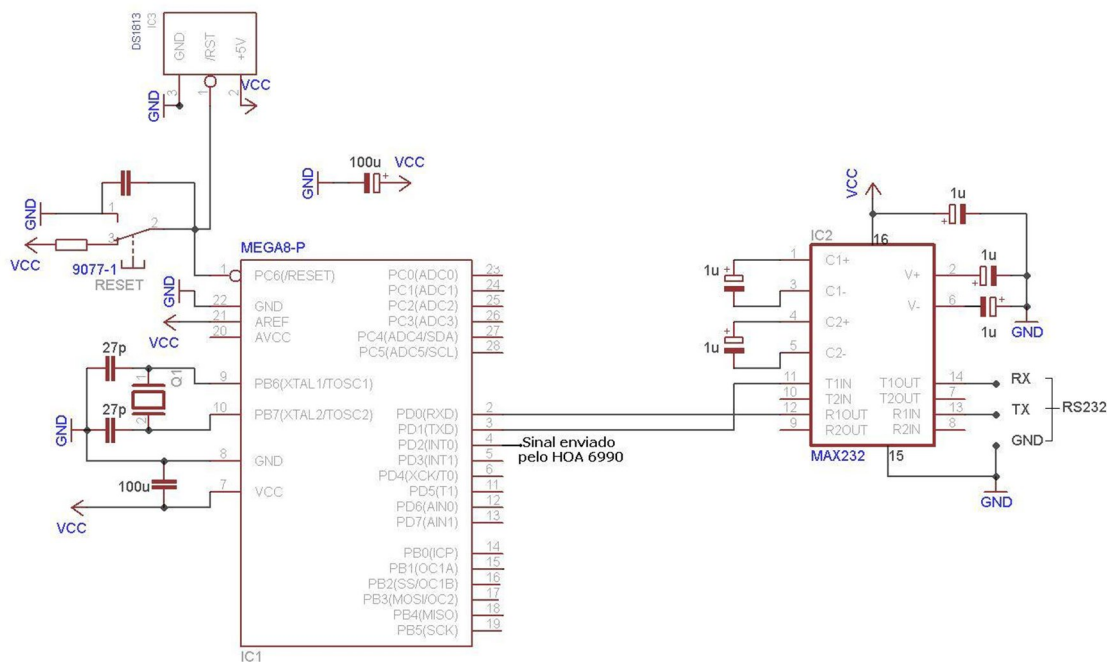 DS1813
IC3
GND
/RST
+5V
3
1
2
GND
VCC
100u
VCC
GND
GND
1
2
3
VCC
9077-1
RESET
MEGA8-P
1
PC6(/RESET)
GND
22
GND
21
AREF
VCC
20
AVCC
27p
Q1
1
2
9
PB6(XTAL1/TOSC1)
27p
10
PB7(XTAL2/TOSC2)
GND
8
GND
100u
7
VCC
VCC
PC0(ADC0)
23
PC1(ADC1)
24
PC2(ADC2)
25
PC3(ADC3)
26
PC4(ADC4/SDA)
27
PC5(ADC5/SCL)
28
PD0(RXD)
2
PD1(TXD)
3
PD2(INT0)
4
PD3(INT1)
5
PD4(XCK/T0)
6
PD5(T1)
11
PD6(AIN0)
12
PD7(AIN1)
13
PB0(ICP)
14
PB1(OC1A)
15
PB2(SS/OC1B)
16
PB3(MOSI/OC2)
17
PB4(MISO)
18
PB5(SCK)
19
IC1
Sinal enviado
pelo HOA 6990
VCC
1u
IC2
16
1
C1+
1u
3
C1-
4
C2+
1u
5
C2-
V+
2
1u
V-
6
1u
GND
11
T1IN
T1OUT
14
RX
10
T2IN
T2OUT
7
12
R1OUT
R1IN
13
TX
RS232
9
R2OUT
R2IN
8
GND
MAX232
15
GND